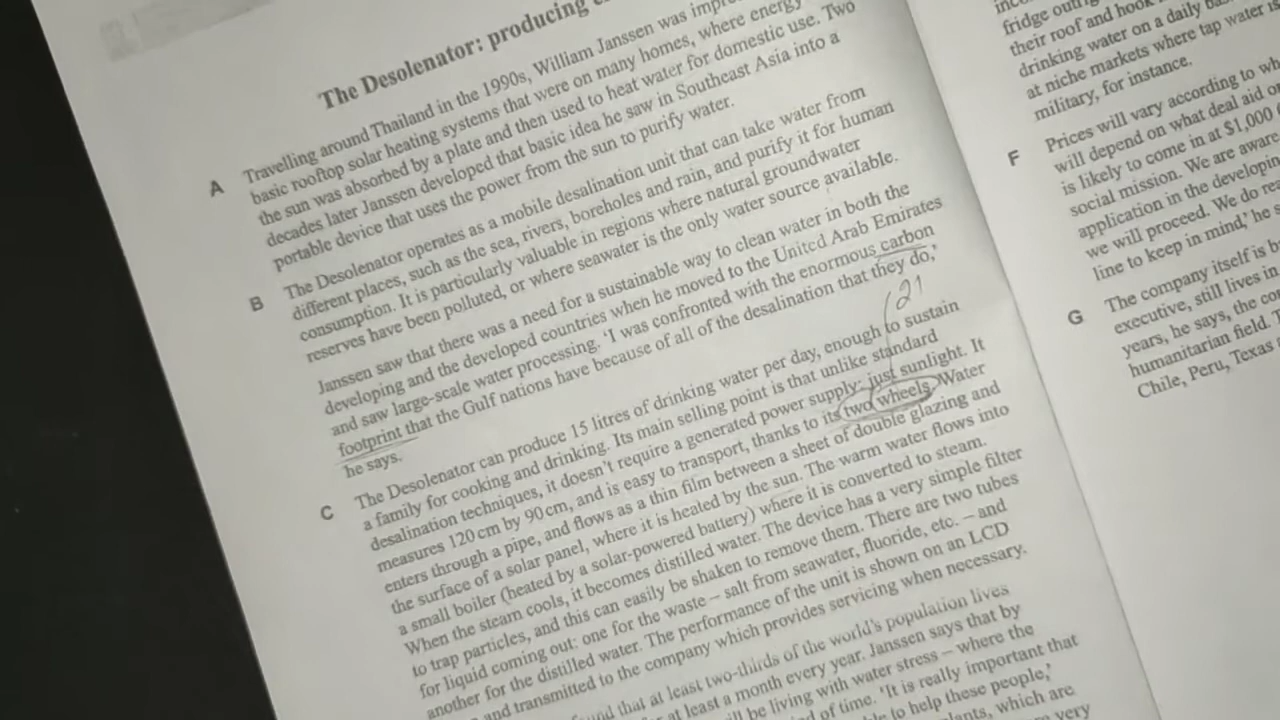 The Desolenator: producing
A Travelling around Thailand in the 1990s, William Janssen was
basic rooftop solar heating systems that were on many homes, where energy
the sun was absorbed by a plate and then used to heat water for domestic use. Two
decades later Janssen developed that basic idea he saw in Southeast Asia into a
portable device that uses the power from the sun to purify water.
B The Desolenator operates as a mobile desalination unit that can take water from
different places, such as the sea, rivers, boreholes and rain, and purify it for human
consumption. It is particularly valuable in regions where natural groundwater
reserves have been polluted, or where seawater is the only water source available.
Janssen saw that there was a need for a sustainable way to clean water in both the
developing and the developed countries when he moved to the United Arab Emirates
and saw large-scale water processing. ‘I was confronted with the enormous carbon
footprint that the Gulf nations have because of all of the desalination that they do,’
he says.
21
C The Desolenator can produce 15 litres of drinking water per day, enough to sustain
a family for cooking and drinking. Its main selling point is that unlike standard
desalination techniques, it doesn’t require a generated power supply: just sunlight. It
measures 120 cm by 90 cm, and is easy to transport, thanks to its two wheels. Water
enters through a pipe, and flows as a thin film between a sheet of double glazing and
the surface of a solar panel, where it is heated by the sun. The warm water flows into
a small boiler (heated by a solar-powered battery) where it is converted to steam.
When the steam cools, it becomes distilled water. The device has a very simple filter
to trap particles, and this can easily be shaken to remove them. There are two tubes
for liquid coming out: one for the waste – salt from seawater, fluoride, etc. – and
another for the distilled water. The performance of the unit is shown on an LCD
and transmitted to the company which provides servicing when necessary.
that at least two-thirds of the world’s population lives
at least a month every year. Janssen says that by
be living with water stress – where the
of time. ‘It is really important that
to help these people,’
which are
very
their roof and hook
drinking water on a daily
at niche markets where tap water is
military, for instance.
F Prices will vary according to
will depend on what deal aid
is likely to come in at $1,000
social mission. We are aware
application in the
we will proceed. We do
line to keep in mind,’ he
G The company itself is
executive, still lives in
years, he says, the
humanitarian field.
Chile, Peru, Texas